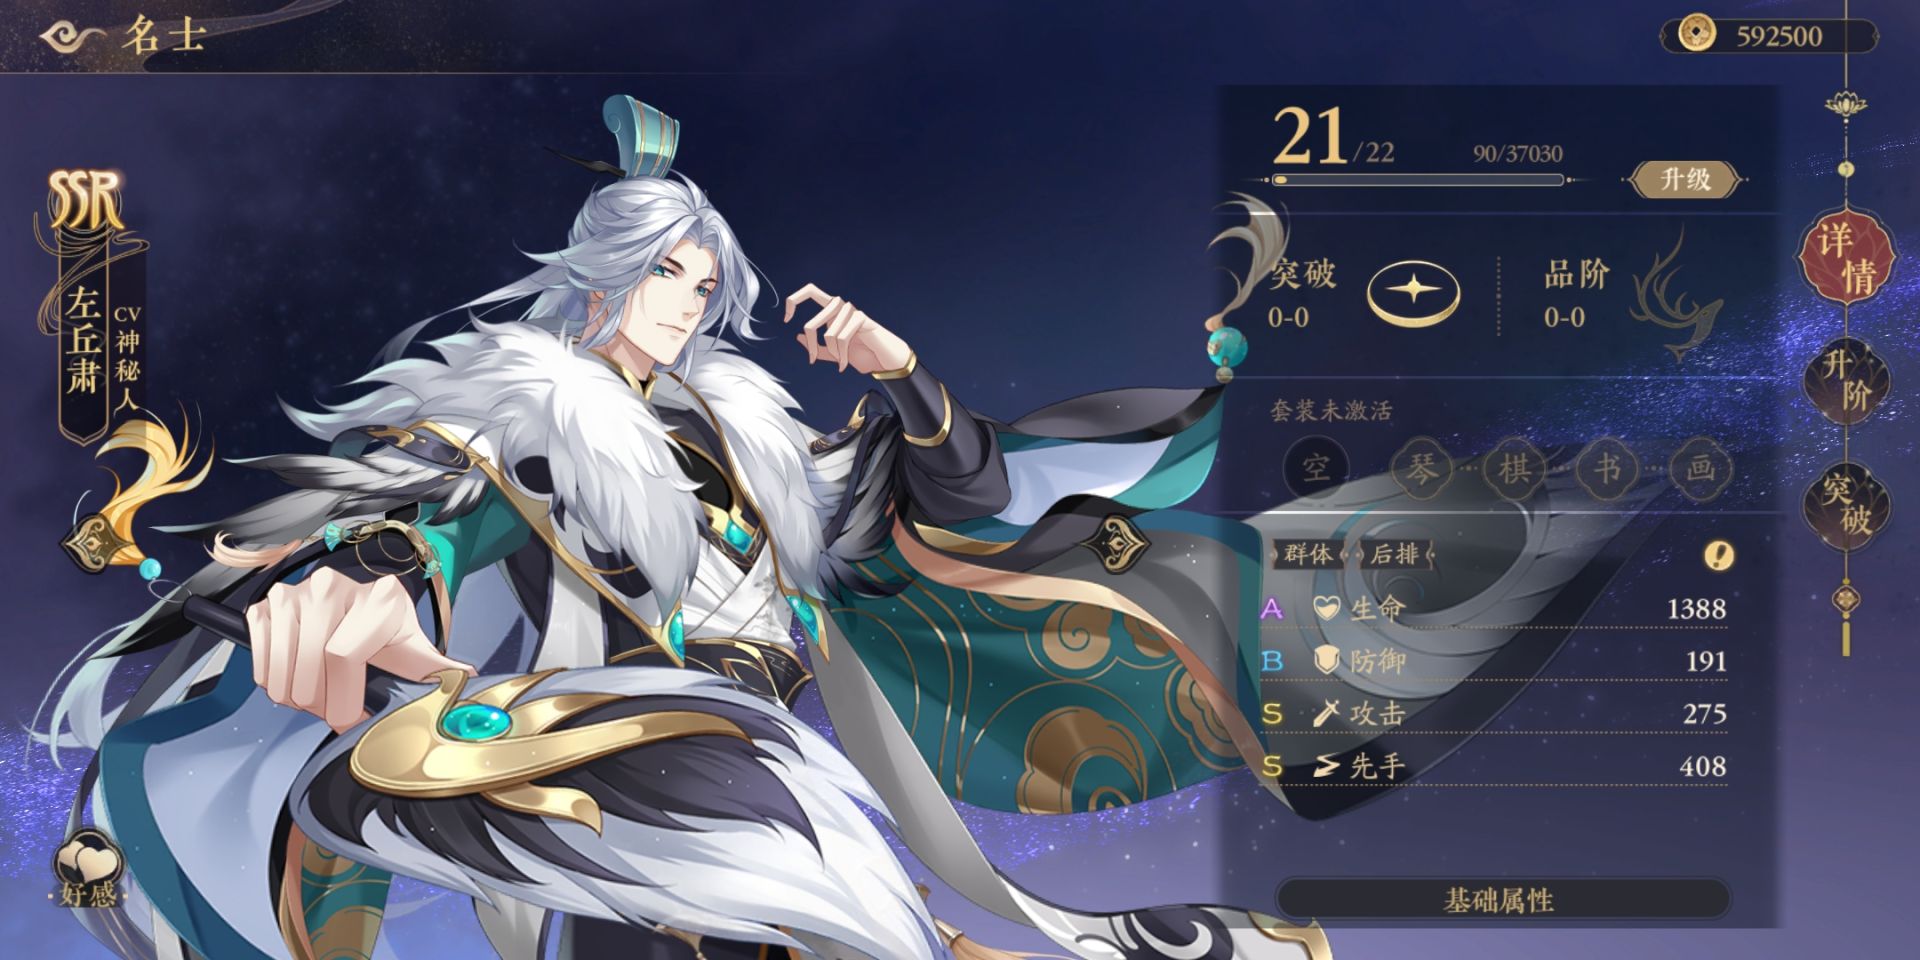 名士
592500
SSR
左丘肃
CV神秘人
好感
21/22
90/37030
升级
突破
0-0
品阶
0-0
套装未激活
空 琴 棋 书 画
群体 后排
A 生命 1388
B 防御 191
S 攻击 275
S 先手 408
基础属性
详情
升阶
突破